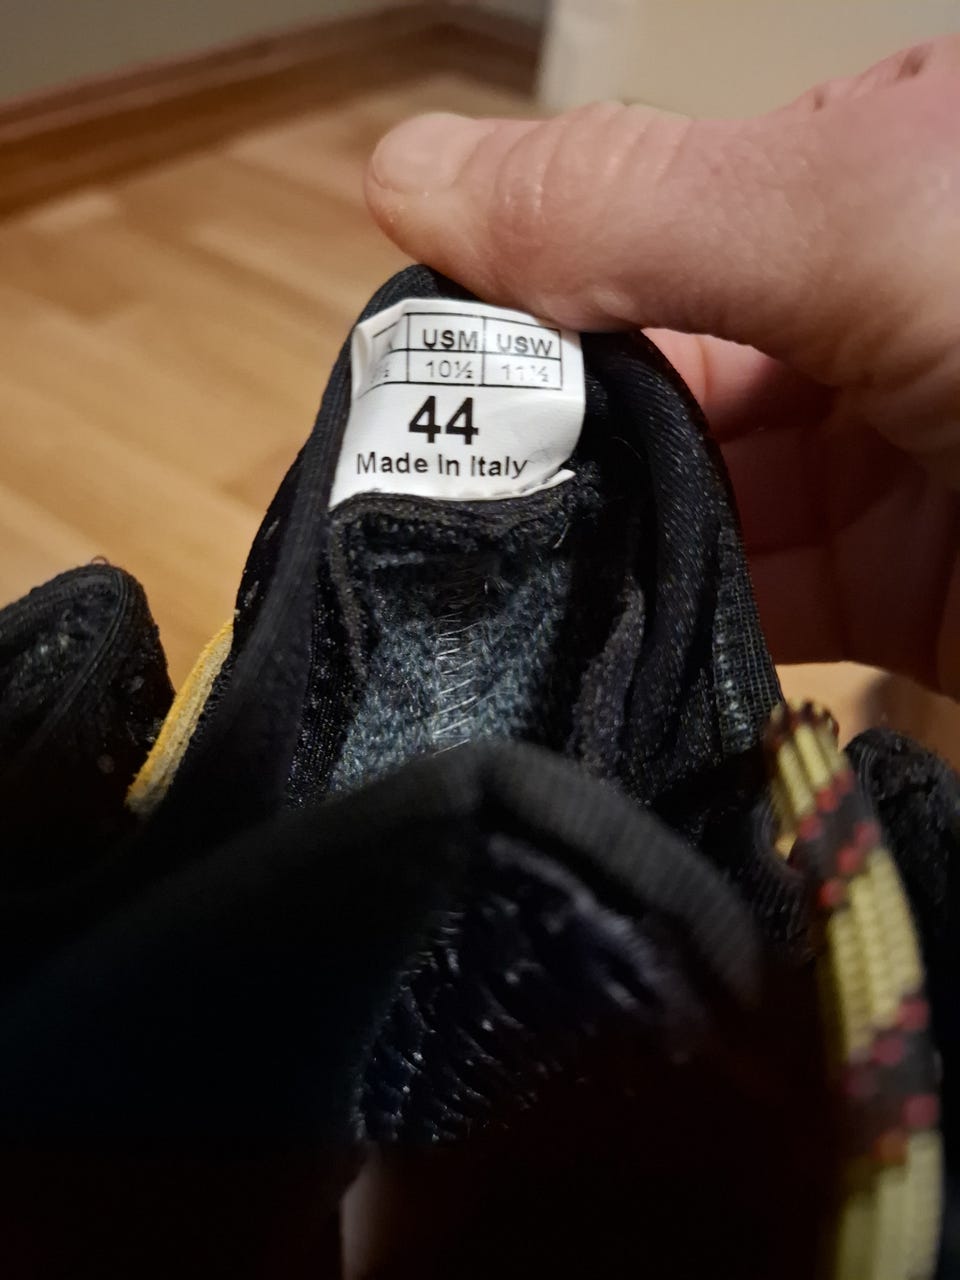 USM USW
10½ 11½
44
Made In Italy